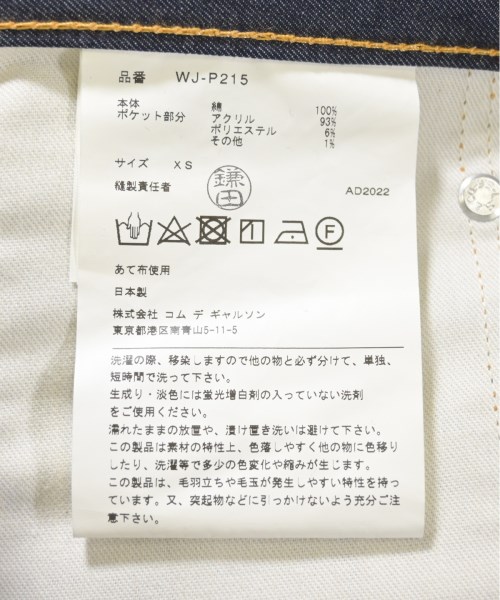 品番 WJ-P215
本体 綿 100%
ポケット部分 アクリル 93%
ポリエステル 6%
その他 1%
サイズ XS
縫製責任者 鎌田 AD2022
F
あて布使用
日本製
株式会社 コム デ ギャルソン
東京都港区南青山5-11-5
洗濯の際、移染しますので他の物と必ず分けて、単独、
短時間で洗って下さい。
生成り・淡色には蛍光増白剤の入っていない洗剤
をご使用ください。
濡れたままの放置や、漬け置き洗いは避けて下さい。
この製品は素材の特性上、色落しやすく他の物に色移り
したり、洗濯等で多少の色変化や縮みが生じます。
この製品は、毛羽立ちや毛玉が発生しやすい特性を持っ
ています。又、突起物などに引っかけないよう充分ご注
意下さい。